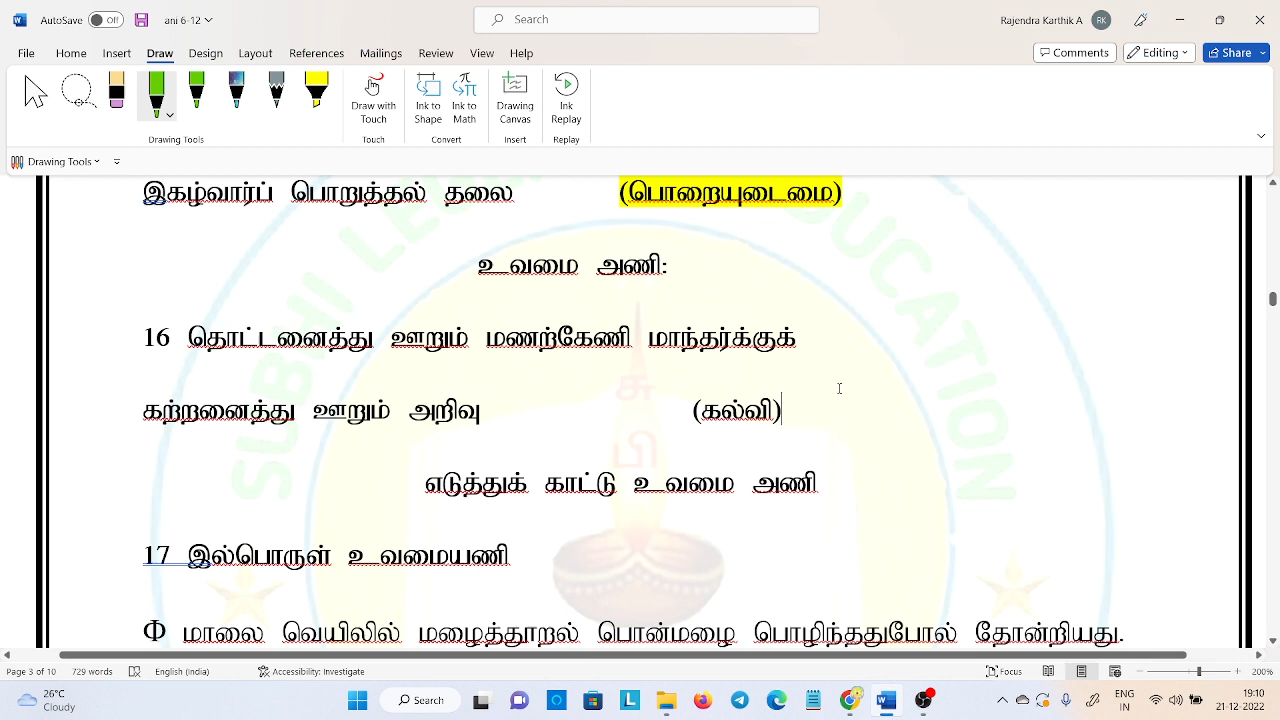 AutoSave Off ani 6-12 Search Rajendra Karthik A RK
File Home Insert Draw Design Layout References Mailings Review View Help Comments Editing Share
Draw with Touch Ink to Shape Ink to Math Drawing Canvas Ink Replay
Drawing Tools Touch Convert Insert Replay
Drawing Tools
இகழ்வார்ப் பொறுத்தல் தலை (பொறையுடைமை)
உவமை அணி:
16 தொட்டனைத்து ஊறும் மணற்கேணி மாந்தர்க்குக்
கற்றனைத்து ஊறும் அறிவு (கல்வி)
எடுத்துக் காட்டு உவமை அணி
17 இல்பொருள் உவமையணி
Φ மாலை வெயிலில் மழைத்தூறல் பொன்மழை பொழிந்ததுபோல் தோன்றியது.
சு
பி
EDUCATION
Page 3 of 10 729 words English (India) Accessibility: Investigate Focus 200%
26°C Cloudy Search ENG IN 19:10 21-12-2022